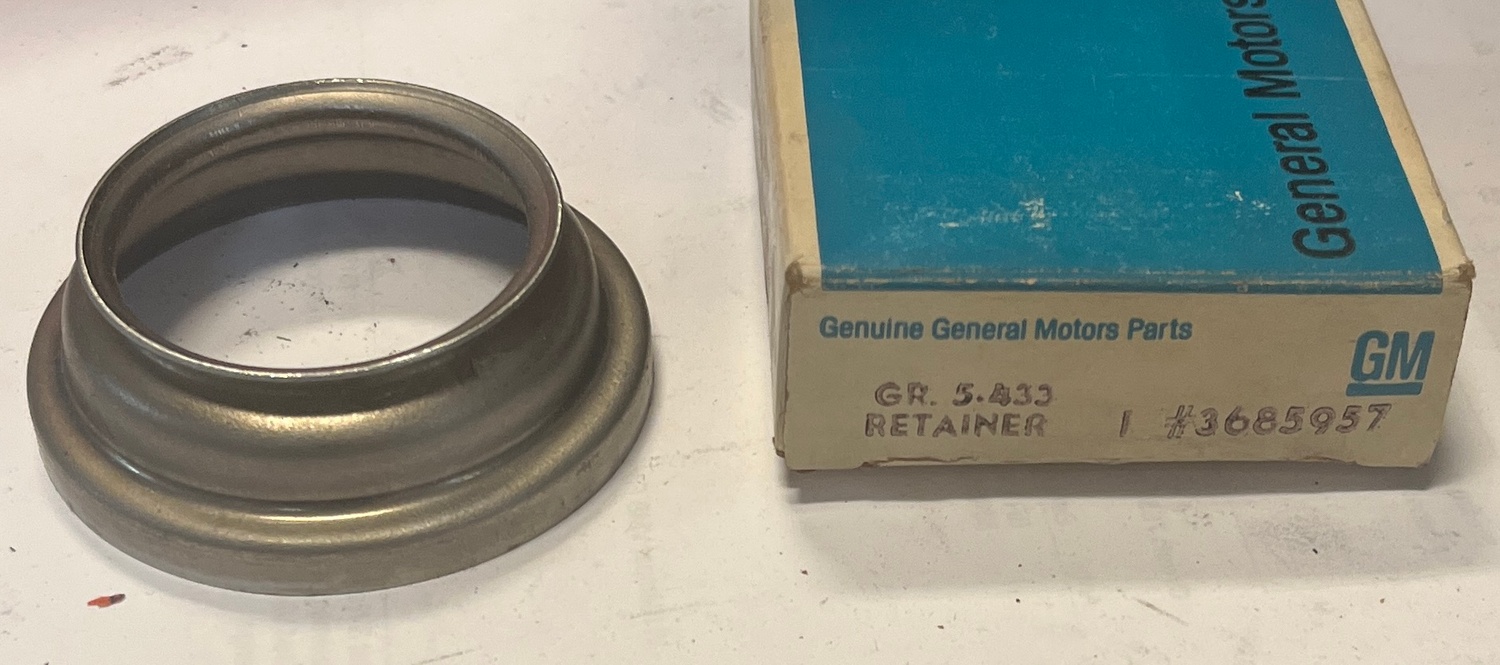 General Motors
Genuine General Motors Parts
GM
GR. 5.433
RETAINER 1 #3685957